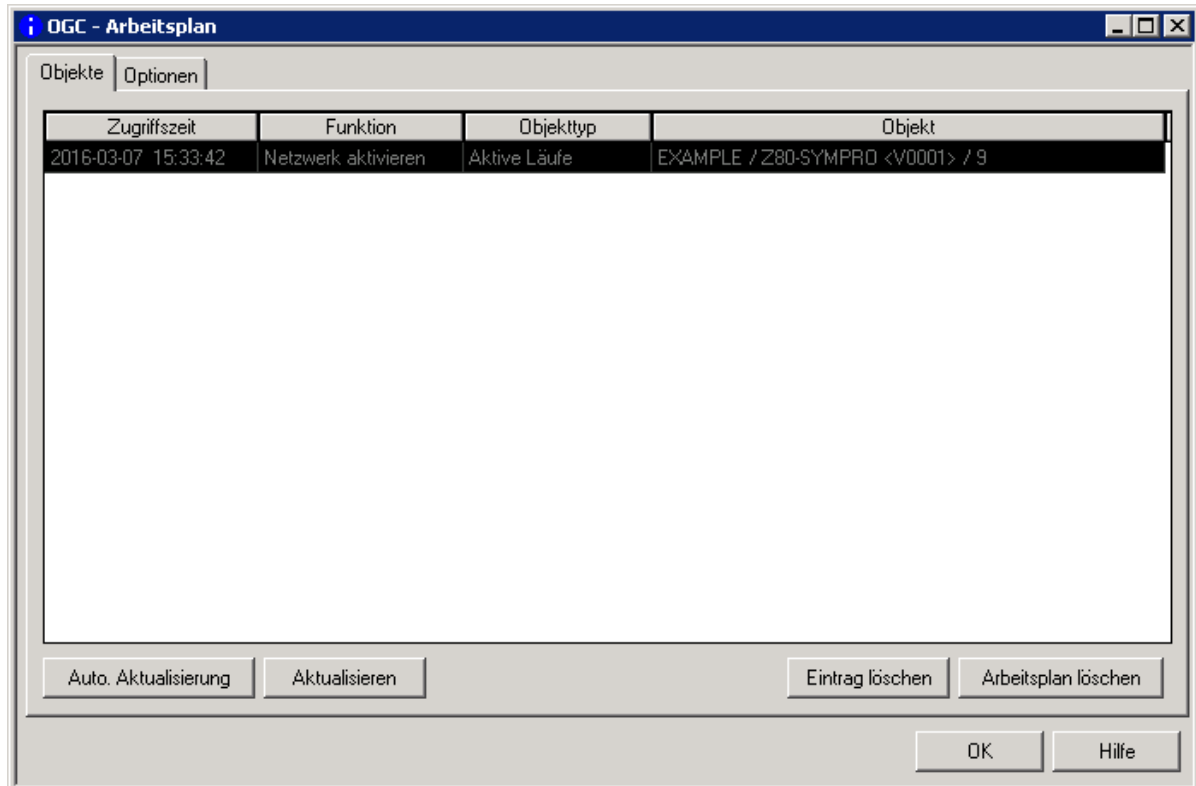 OGC - Arbeitsplan
Objekte Optionen
Zugriffszeit Funktion Objekttyp Objekt
2016-03-07 15:33:42 Netzwerk aktivieren Aktive Läufe EXAMPLE / Z80-SYMPRO <V0001> / 9
Auto. Aktualisierung Aktualisieren Eintrag löschen Arbeitsplan löschen
OK Hilfe